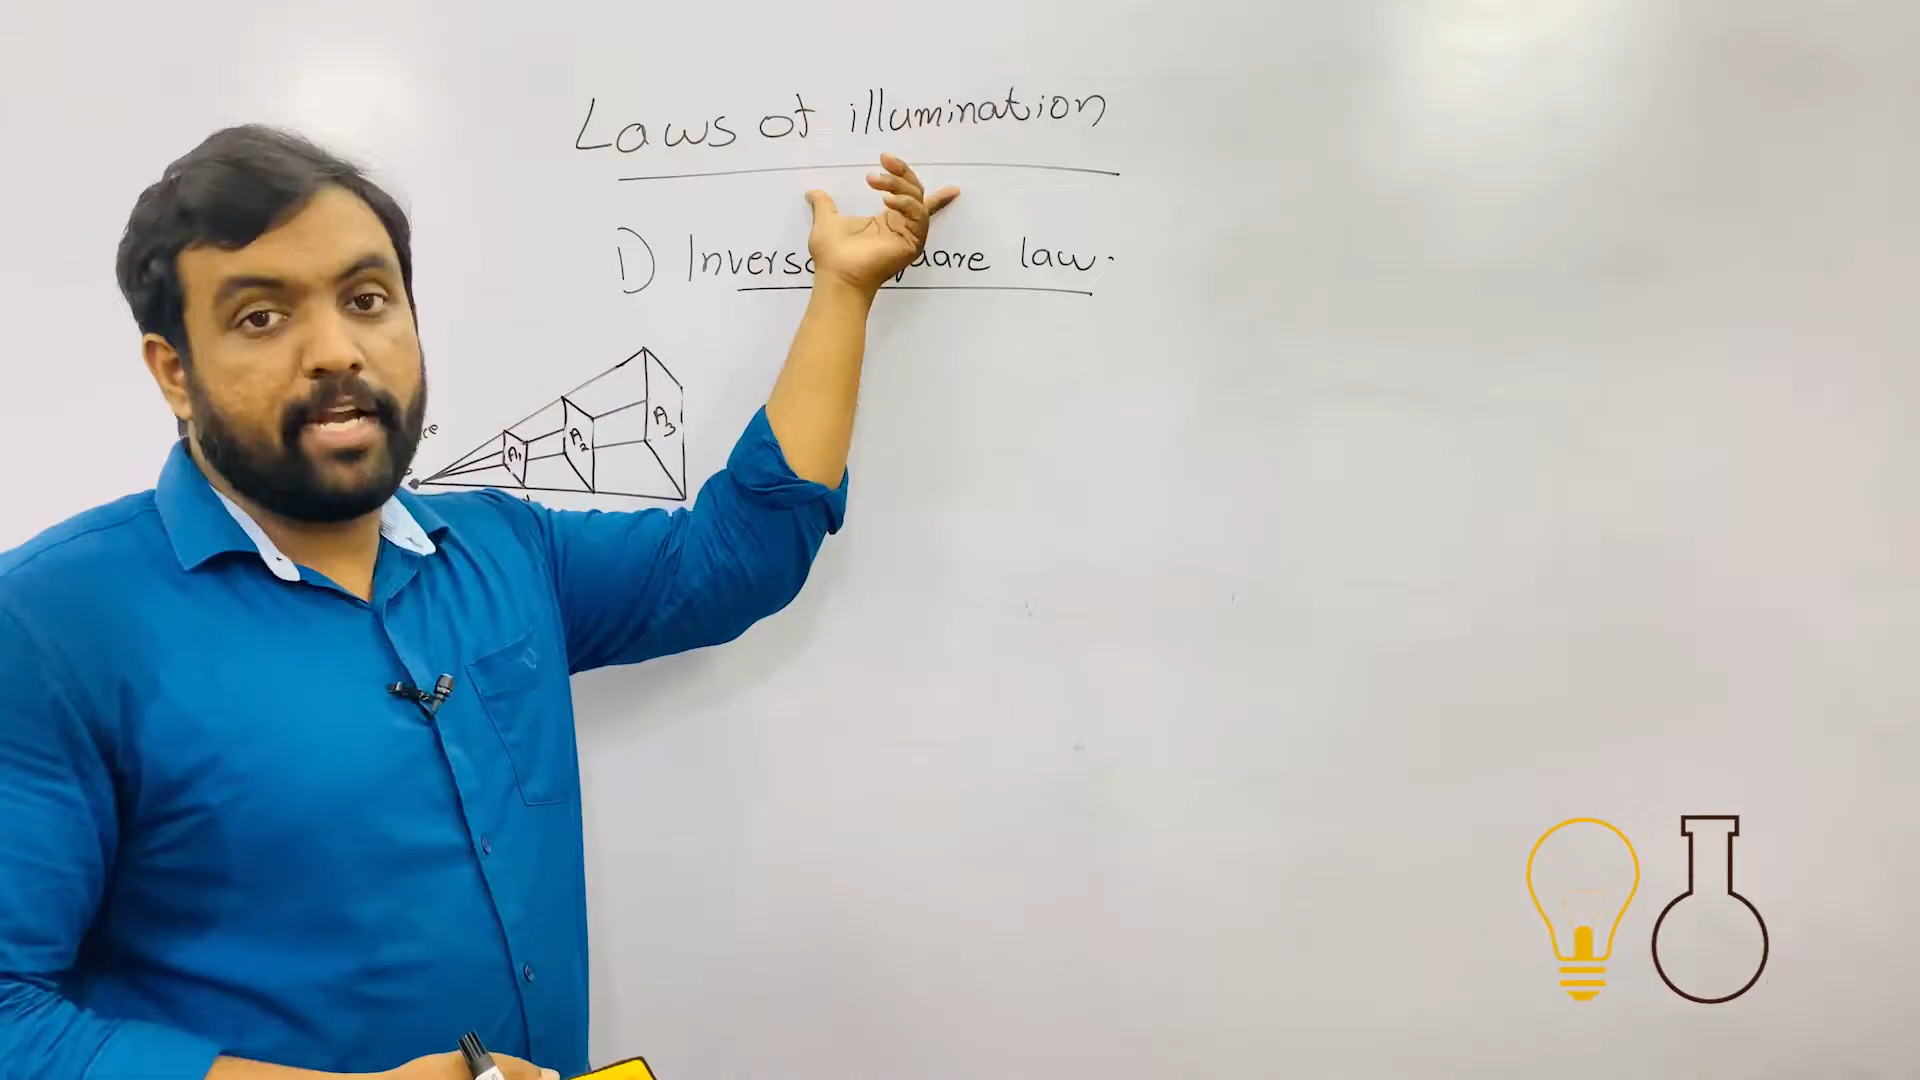 Laws of illumination
1) Inverse square law.
A3
A2
A1